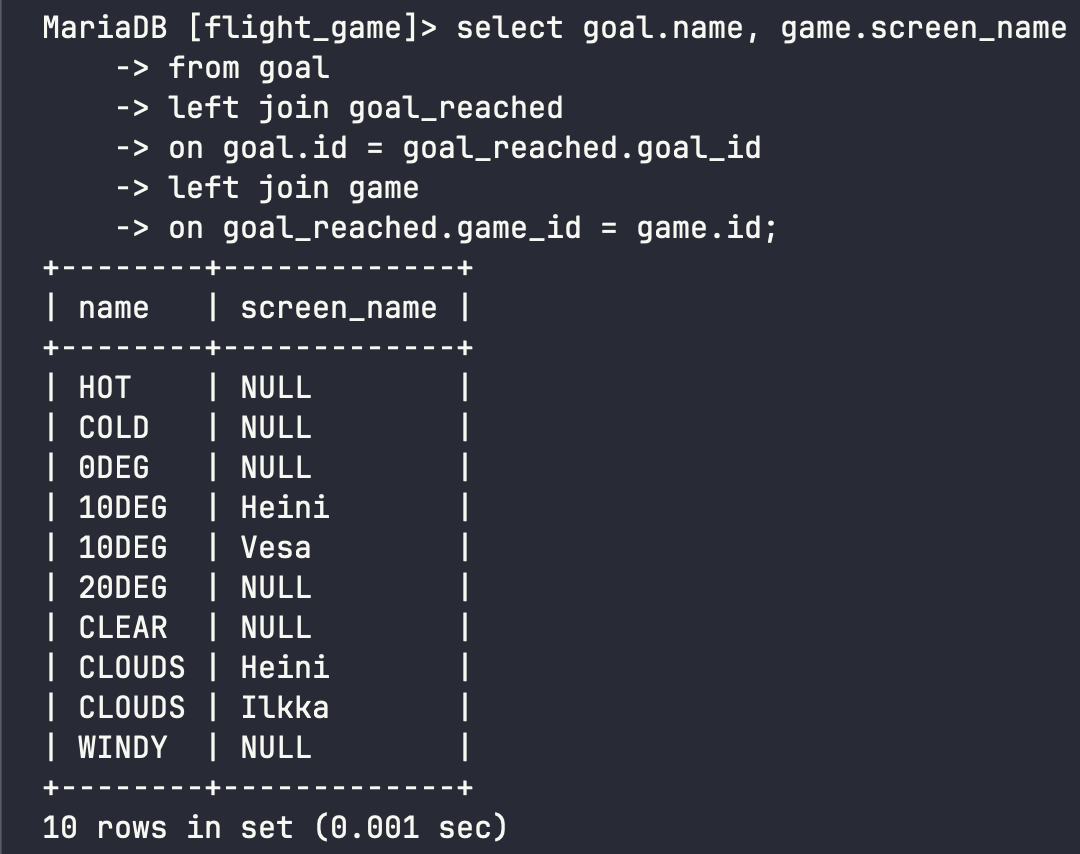 MariaDB [flight_game]> select goal.name, game.screen_name
    -> from goal
    -> left join goal_reached
    -> on goal.id = goal_reached.goal_id
    -> left join game
    -> on goal_reached.game_id = game.id;
+--------+-------------+
| name   | screen_name |
+--------+-------------+
| HOT    | NULL        |
| COLD   | NULL        |
| 0DEG   | NULL        |
| 10DEG  | Heini       |
| 10DEG  | Vesa        |
| 20DEG  | NULL        |
| CLEAR  | NULL        |
| CLOUDS | Heini       |
| CLOUDS | Ilkka       |
| WINDY  | NULL        |
+--------+-------------+
10 rows in set (0.001 sec)